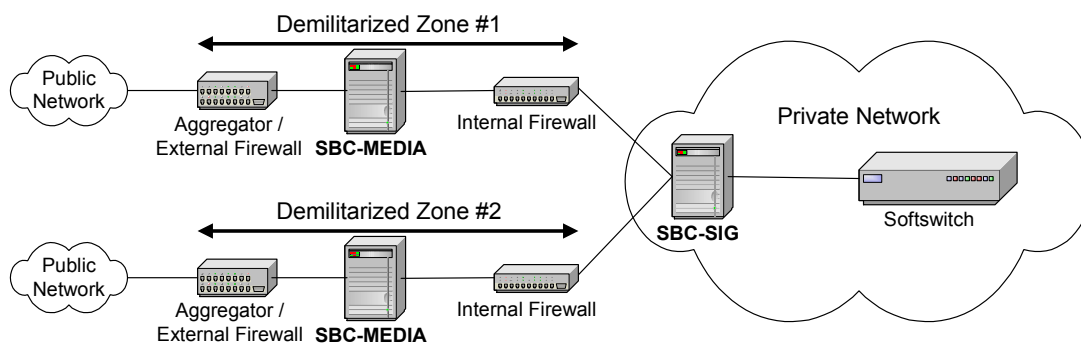 Demilitarized Zone #1
Public
Network
Aggregator /
External Firewall
SBC-MEDIA
Internal Firewall
Private Network
SBC-SIG
Softswitch
Demilitarized Zone #2
Public
Network
Aggregator /
External Firewall
SBC-MEDIA
Internal Firewall